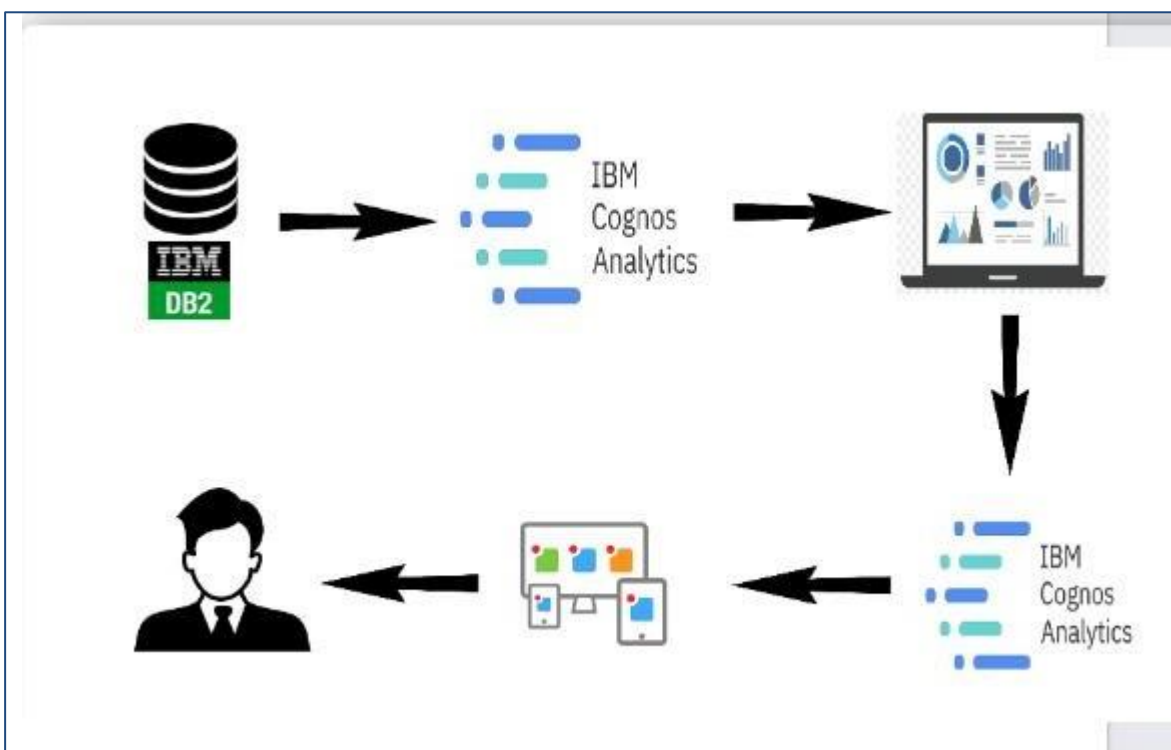 IBM
DB2
IBM
Cognos
Analytics
IBM
Cognos
Analytics